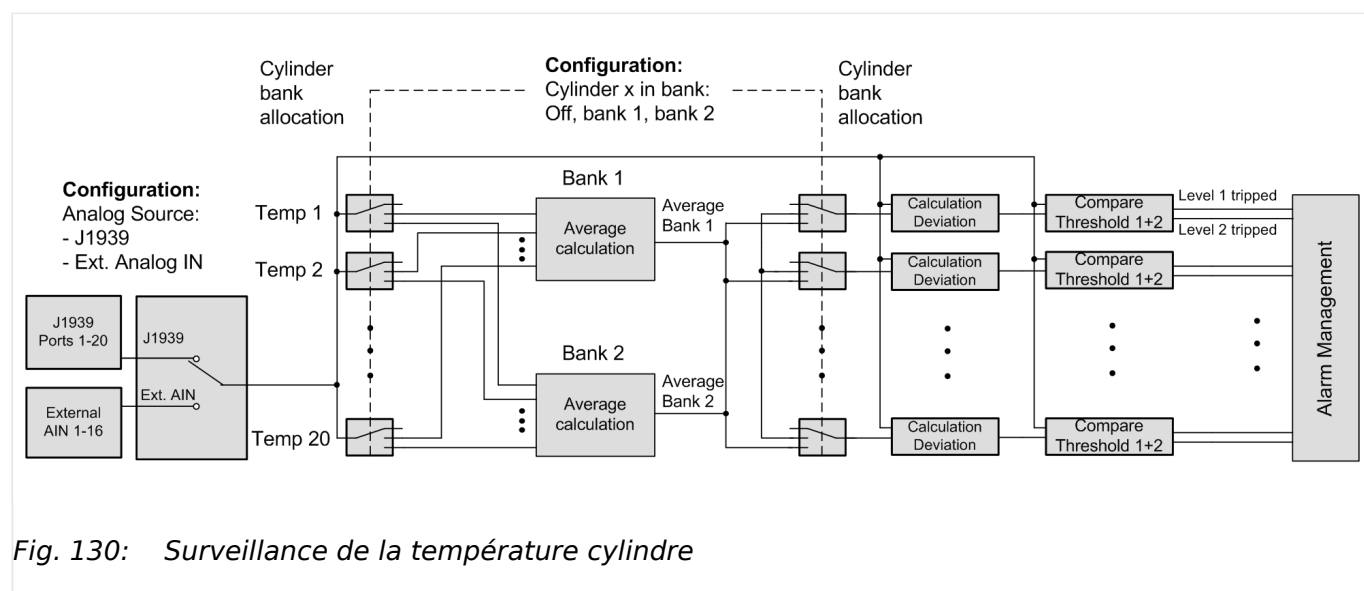 Cylinder
bank
allocation
Configuration:
Cylinder x in bank:
Off, bank 1, bank 2
Cylinder
bank
allocation
Configuration:
Analog Source:
- J1939
- Ext. Analog IN
J1939
Ports 1-20
External
AIN 1-16
J1939
Ext. AIN
Temp 1
Temp 2
Temp 20
Bank 1
Average
calculation
Average
Bank 1
Bank 2
Average
calculation
Average
Bank 2
Calculation
Deviation
Compare
Threshold 1+2
Level 1 tripped
Level 2 tripped
Calculation
Deviation
Compare
Threshold 1+2
Calculation
Deviation
Compare
Threshold 1+2
Alarm Management
Fig. 130: Surveillance de la température cylindre